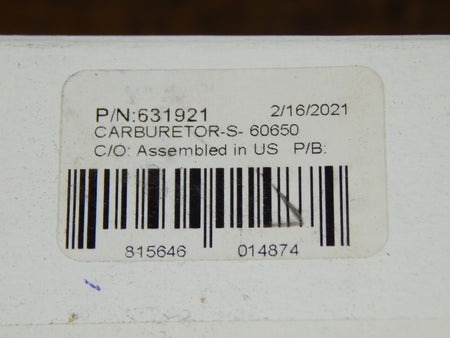 P/N:631921 2/16/2021
CARBURETOR-S- 60650
C/O: Assembled in US P/B:
815646 014874